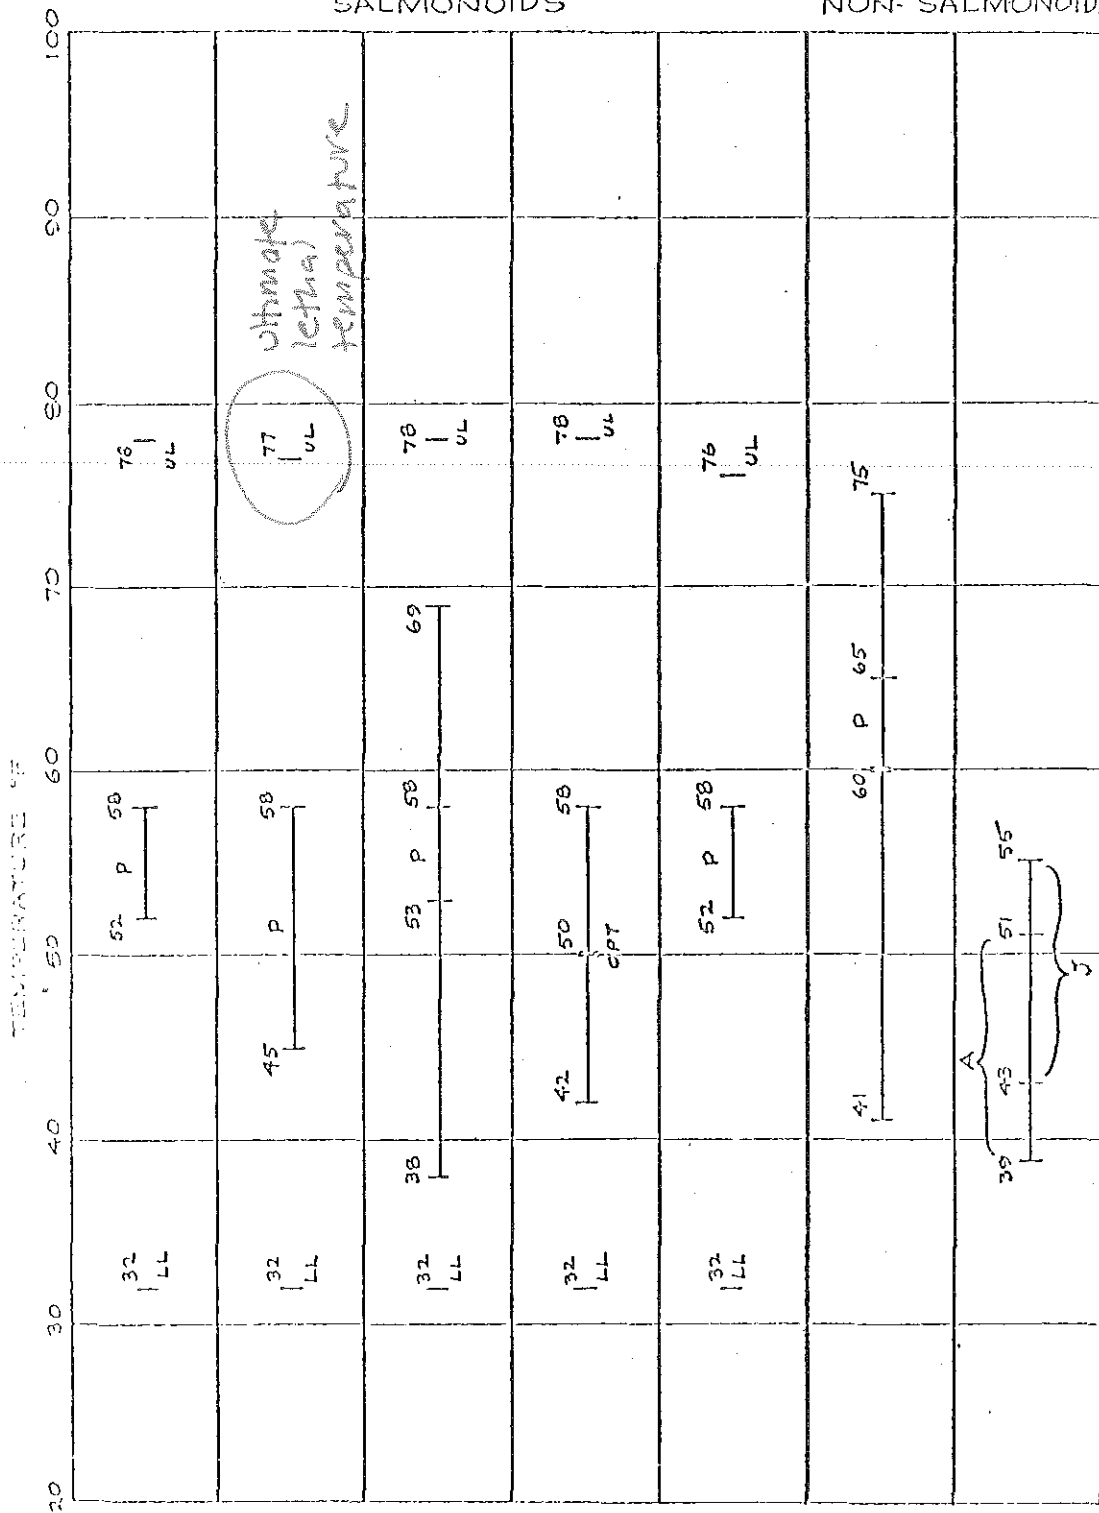 SALMONOIDS
NON- SALMONOID
TEMPERATURE °F
20 30 40 50 60 70 80 90 100
32
LL
52 P 58
76
UL
32
LL
45 P 58
77
UL
ultimate
lethal
temperature
32
LL
38 53 P 58 69
78
UL
32
LL
42 50 58
CPT
78
UL
32
LL
52 P 58
76
UL
41 60 P 65 75
A
39 43 51 55
J